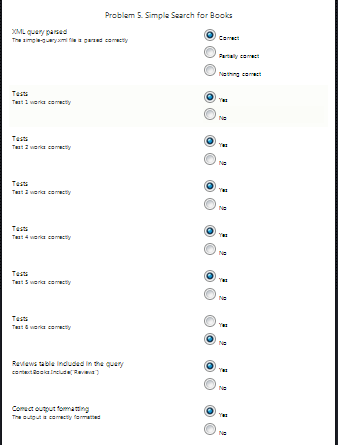 Problem 5. Simple Search for Books
XML query parsed
The simple-query.xml file is parsed correctly
Correct
Partially correct
Nothing correct
Tests
Test 1 works correctly
Yes
No
Tests
Test 2 works correctly
Yes
No
Tests
Test 3 works correctly
Yes
No
Tests
Test 4 works correctly
Yes
No
Tests
Test 5 works correctly
Yes
No
Tests
Test 6 works correctly
Yes
No
Reviews table included in the query
context.Books.Include("Reviews")
Yes
No
Correct output formatting
The output is correctly formatted
Yes
No